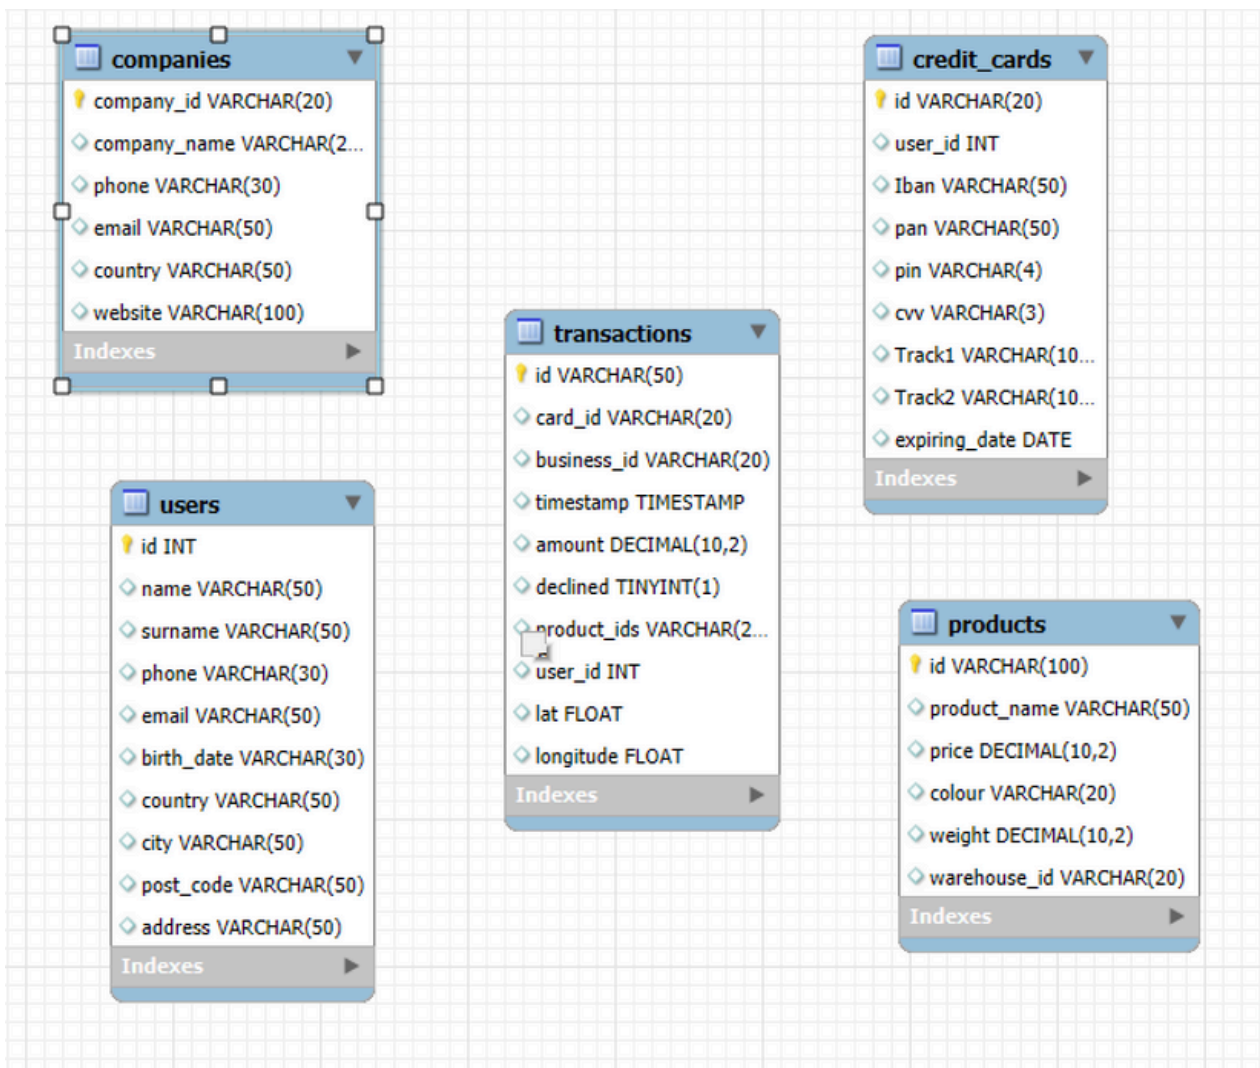 companies
company_id VARCHAR(20)
company_name VARCHAR(2...
phone VARCHAR(30)
email VARCHAR(50)
country VARCHAR(50)
website VARCHAR(100)
Indexes
users
id INT
name VARCHAR(50)
surname VARCHAR(50)
phone VARCHAR(30)
email VARCHAR(50)
birth_date VARCHAR(30)
country VARCHAR(50)
city VARCHAR(50)
post_code VARCHAR(50)
address VARCHAR(50)
Indexes
transactions
id VARCHAR(50)
card_id VARCHAR(20)
business_id VARCHAR(20)
timestamp TIMESTAMP
amount DECIMAL(10,2)
declined TINYINT(1)
product_ids VARCHAR(2...
user_id INT
lat FLOAT
longitude FLOAT
Indexes
credit_cards
id VARCHAR(20)
user_id INT
Iban VARCHAR(50)
pan VARCHAR(50)
pin VARCHAR(4)
cvv VARCHAR(3)
Track1 VARCHAR(10...
Track2 VARCHAR(10...
expiring_date DATE
Indexes
products
id VARCHAR(100)
product_name VARCHAR(50)
price DECIMAL(10,2)
colour VARCHAR(20)
weight DECIMAL(10,2)
warehouse_id VARCHAR(20)
Indexes